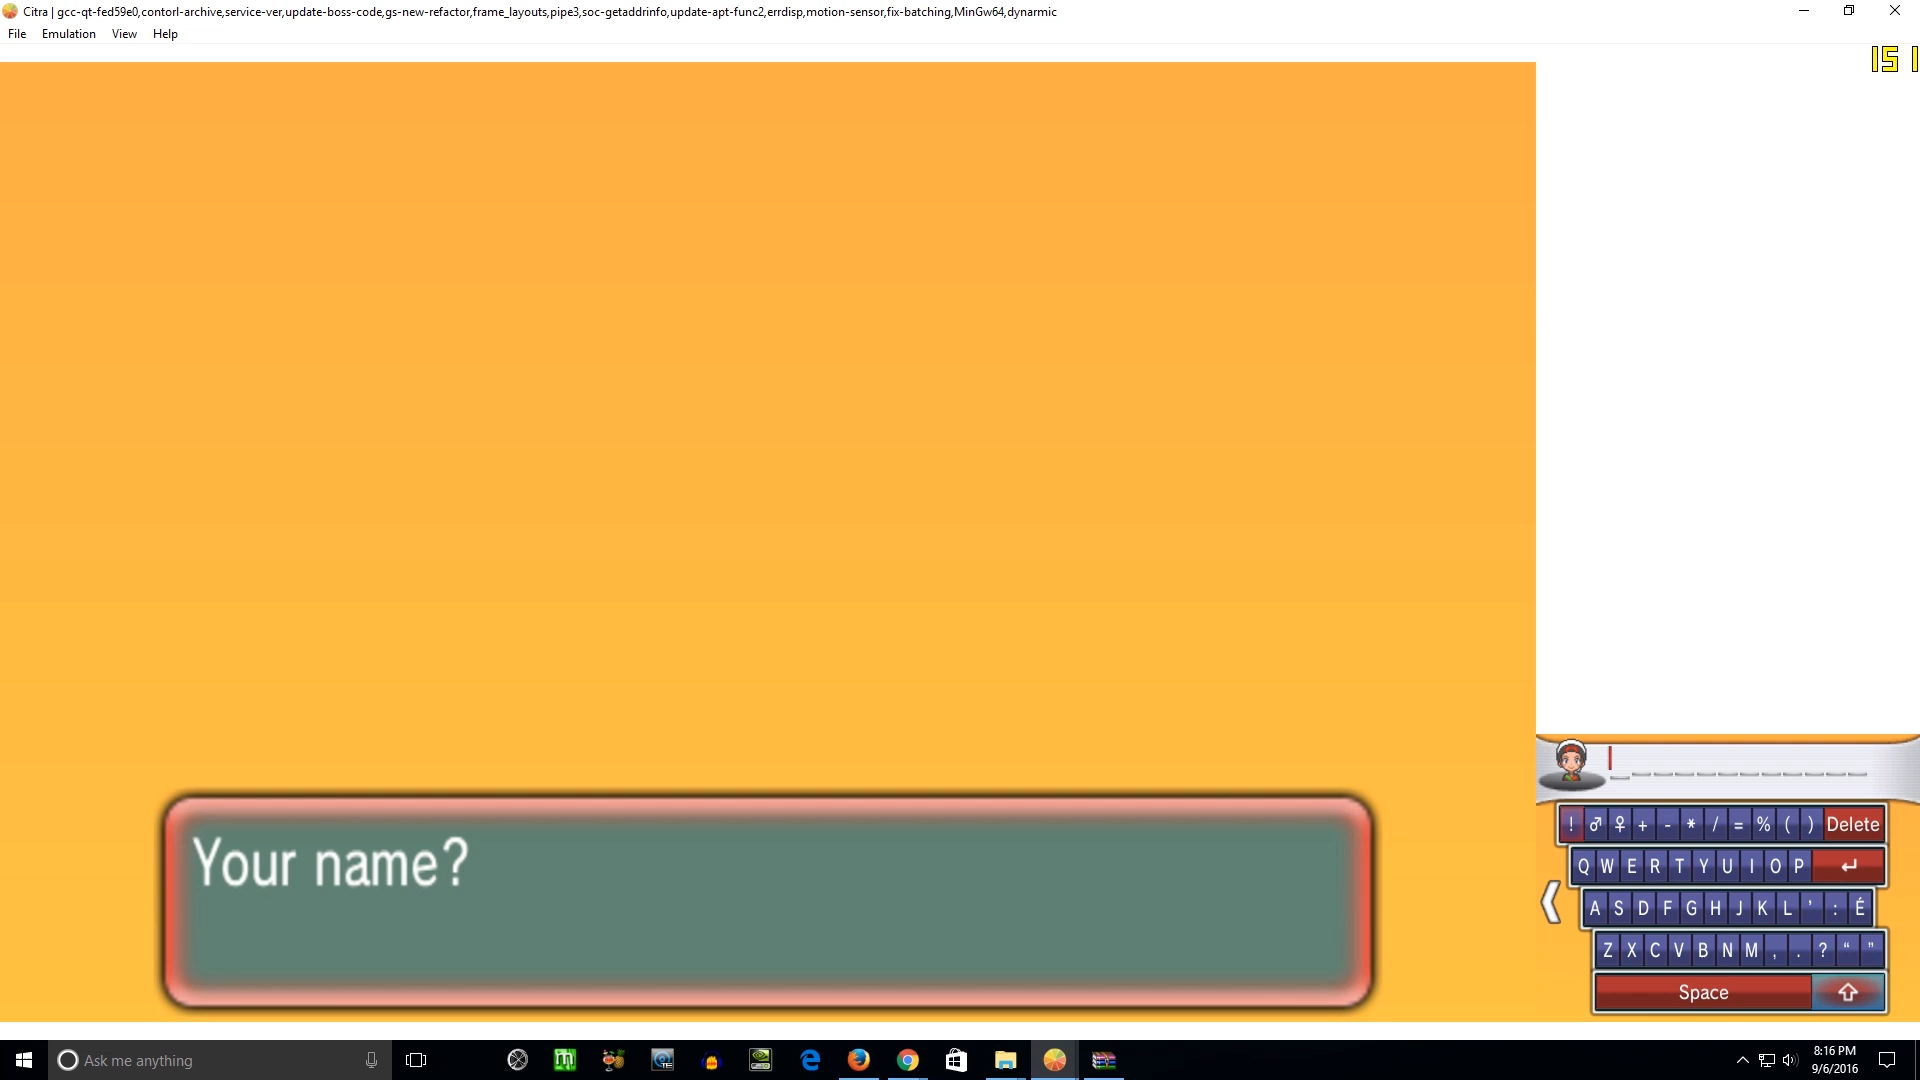 Citra | gcc-qt-fed59e0,contorl-archive,service-ver,update-boss-code,gs-new-refactor,frame_layouts,pipe3,soc-getaddrinfo,update-apt-func2,errdisp,motion-sensor,fix-batching,MinGw64,dynarmic
File Emulation View Help
151
Your name?
! ♂ ♀ + - * / = % ( ) Delete
Q W E R T Y U I O P ↵
A S D F G H J K L ’ : É
Z X C V B N M , . ? “ ”
Space
Ask me anything
8:16 PM
9/6/2016